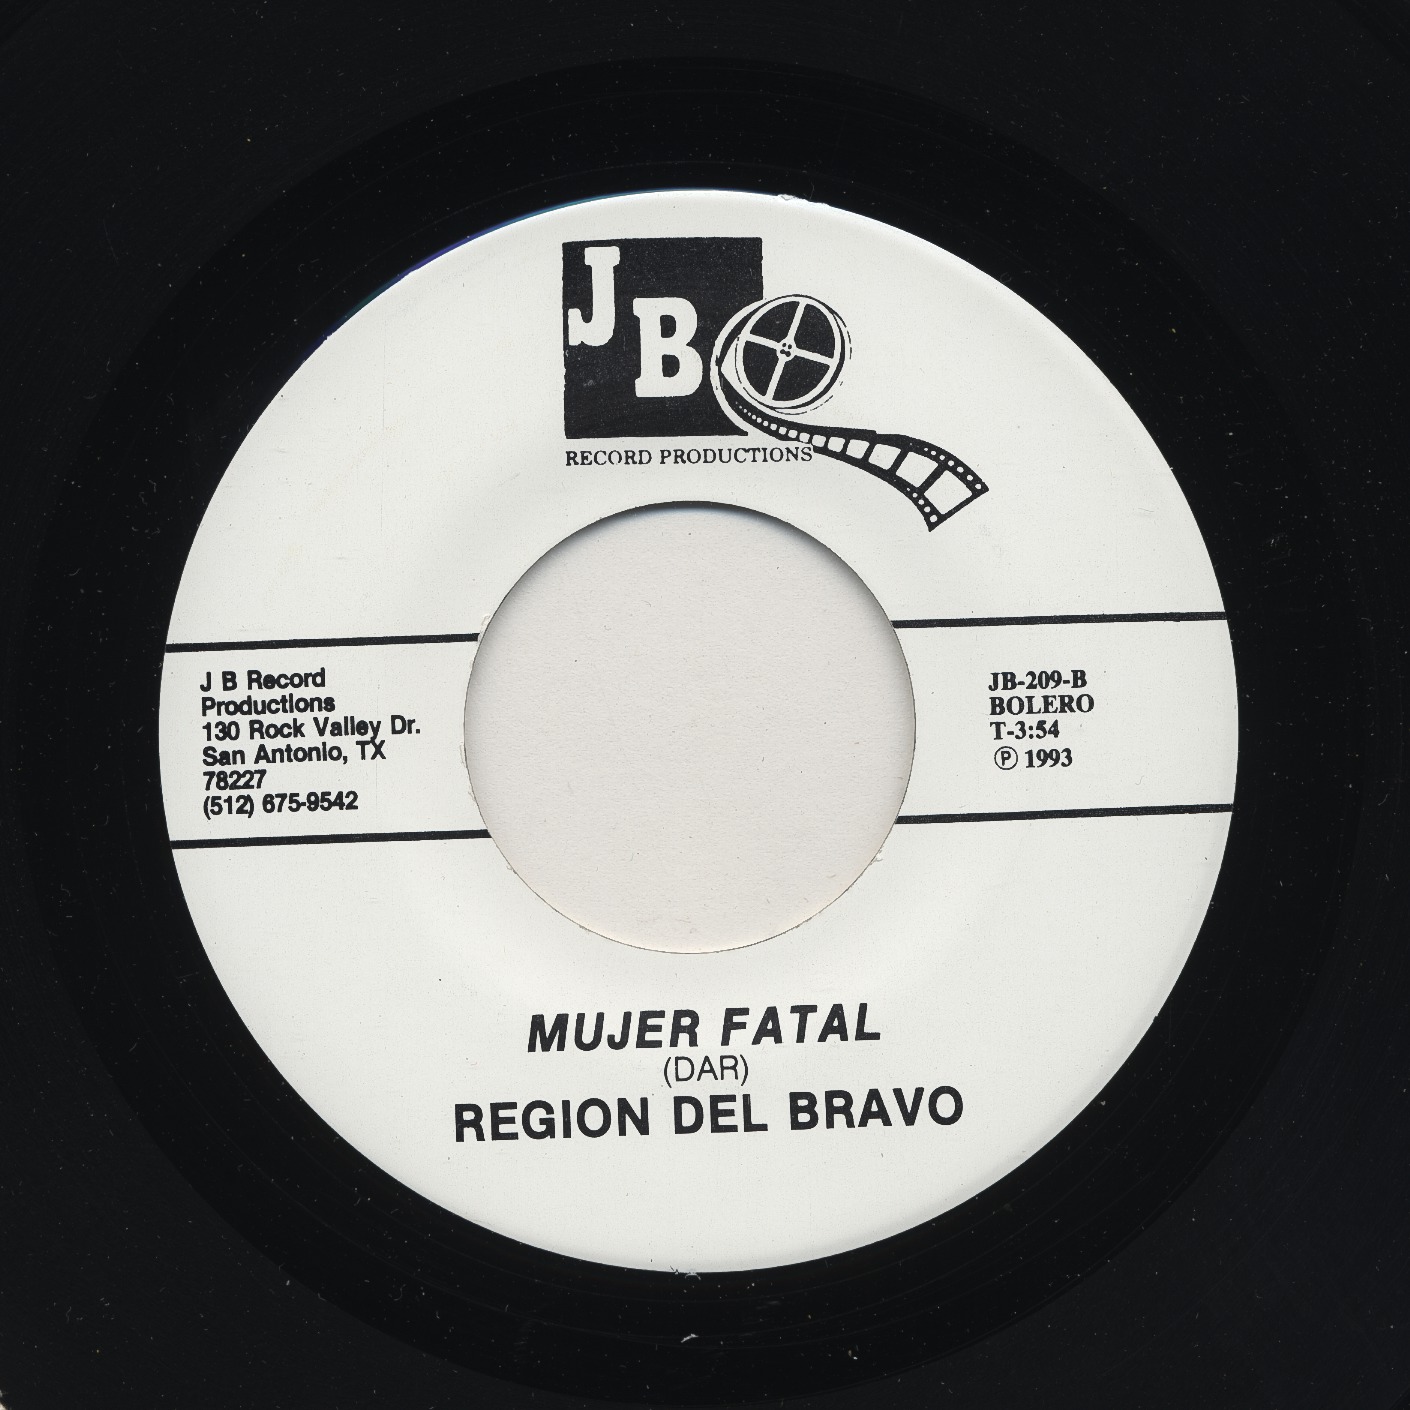 JB
RECORD PRODUCTIONS
J B Record
Productions
130 Rock Valley Dr.
San Antonio, TX
78227
(512) 675-9542
JB-209-B
BOLERO
T-3:54
Ⓟ 1993
MUJER FATAL
(DAR)
REGION DEL BRAVO